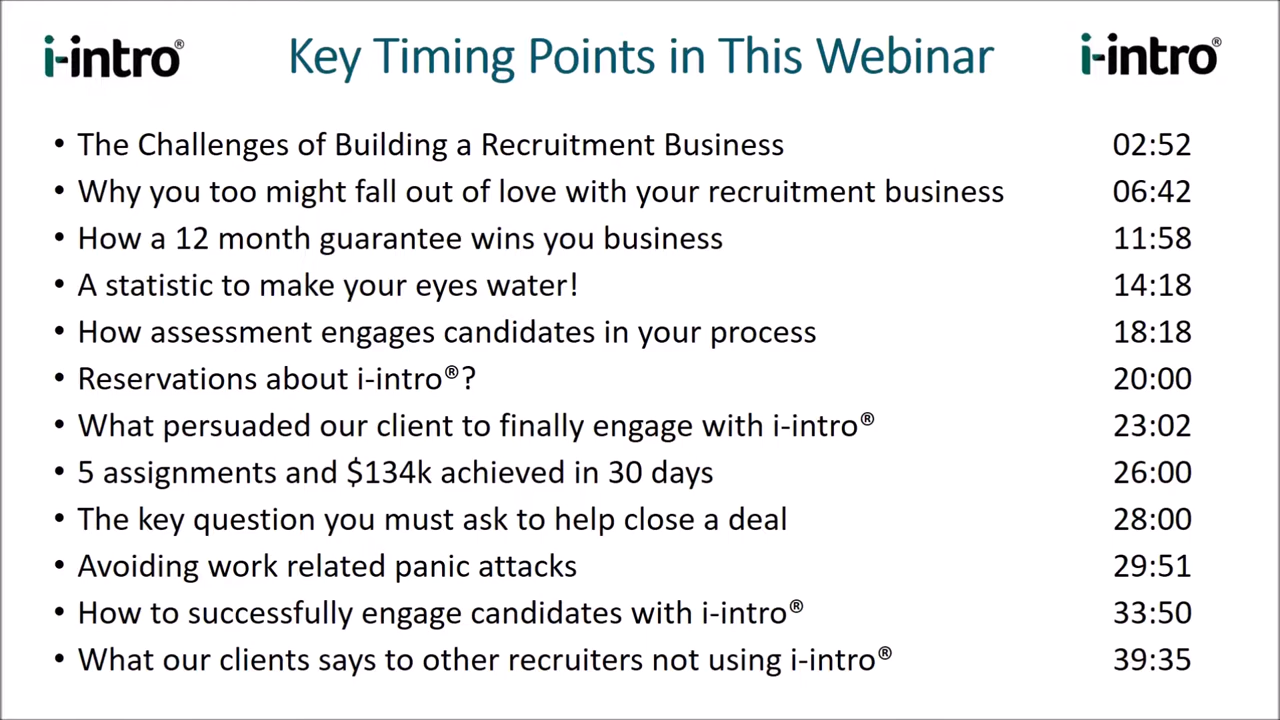 i-intro® Key Timing Points in This Webinar i-intro®
• The Challenges of Building a Recruitment Business 02:52
• Why you too might fall out of love with your recruitment business 06:42
• How a 12 month guarantee wins you business 11:58
• A statistic to make your eyes water! 14:18
• How assessment engages candidates in your process 18:18
• Reservations about i-intro®? 20:00
• What persuaded our client to finally engage with i-intro® 23:02
• 5 assignments and $134k achieved in 30 days 26:00
• The key question you must ask to help close a deal 28:00
• Avoiding work related panic attacks 29:51
• How to successfully engage candidates with i-intro® 33:50
• What our clients says to other recruiters not using i-intro® 39:35